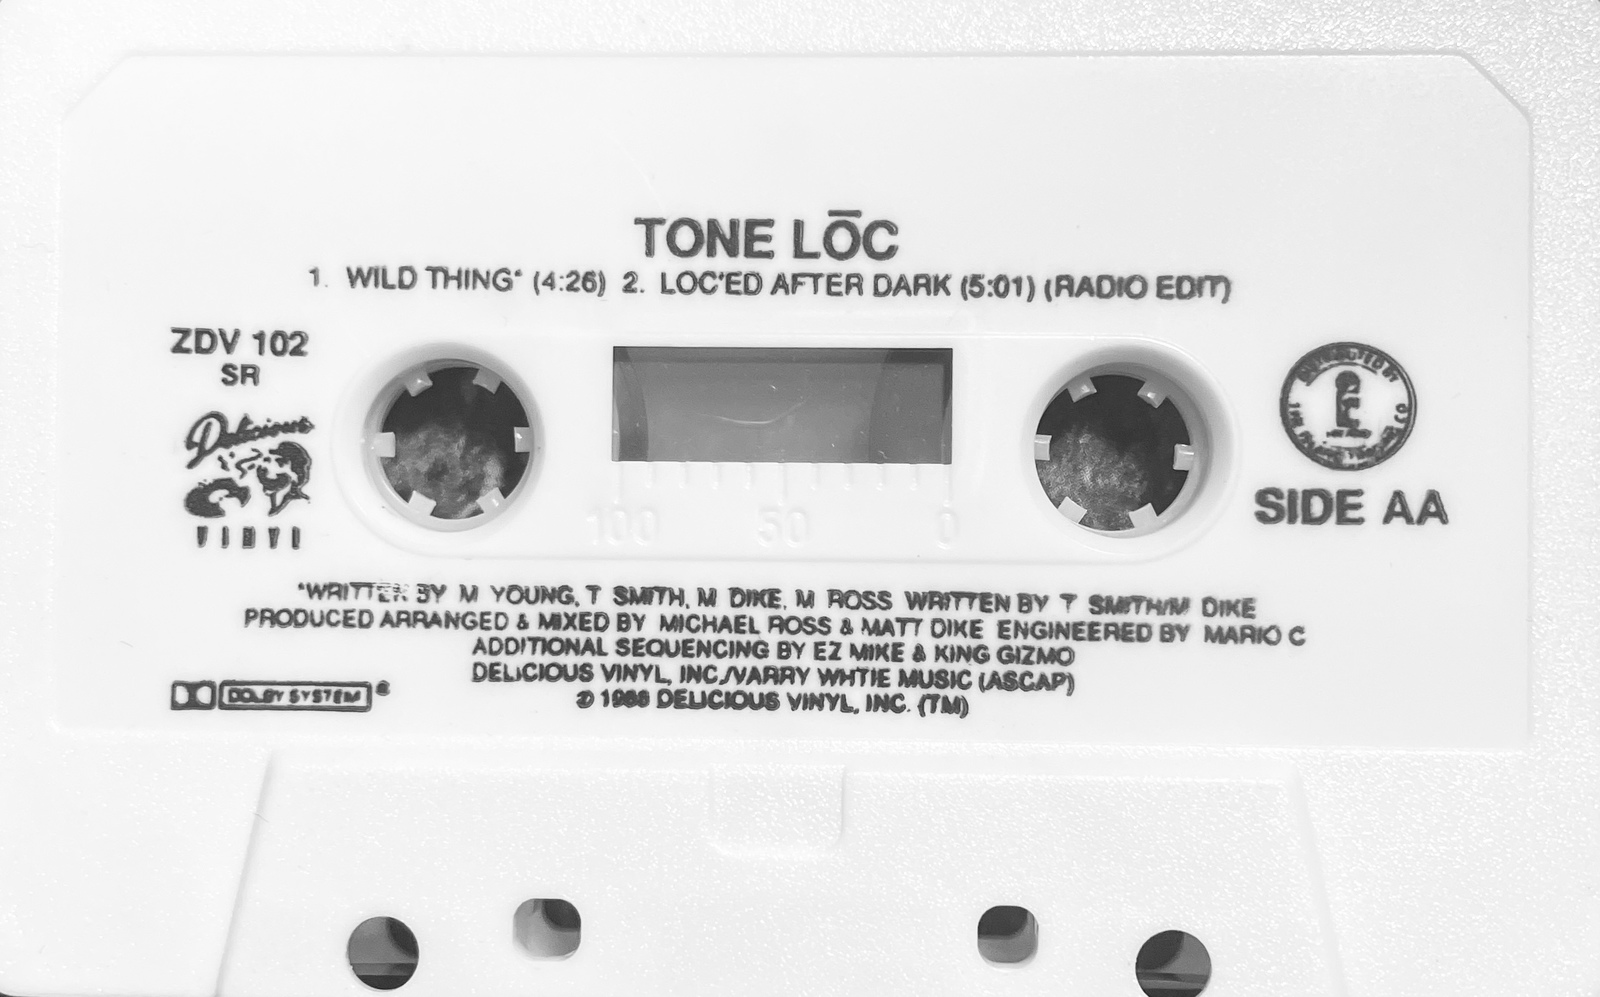 TONE LŌC
1. WILD THING* (4:26) 2. LOC'ED AFTER DARK (5:01) (RADIO EDIT)
ZDV 102
SR
Delicious
VINYL
100 50 0
DISTRIBUTED BY
SIDE AA
*WRITTEN BY M YOUNG, T SMITH, M DIKE, M ROSS WRITTEN BY T SMITH/M DIKE
PRODUCED ARRANGED & MIXED BY MICHAEL ROSS & MATT DIKE ENGINEERED BY MARIO C
ADDITIONAL SEQUENCING BY EZ MIKE & KING GIZMO
DELICIOUS VINYL, INC./VARRY WHTIE MUSIC (ASCAP)
℗ 1988 DELICIOUS VINYL, INC. (TM)
DOLBY SYSTEM ®